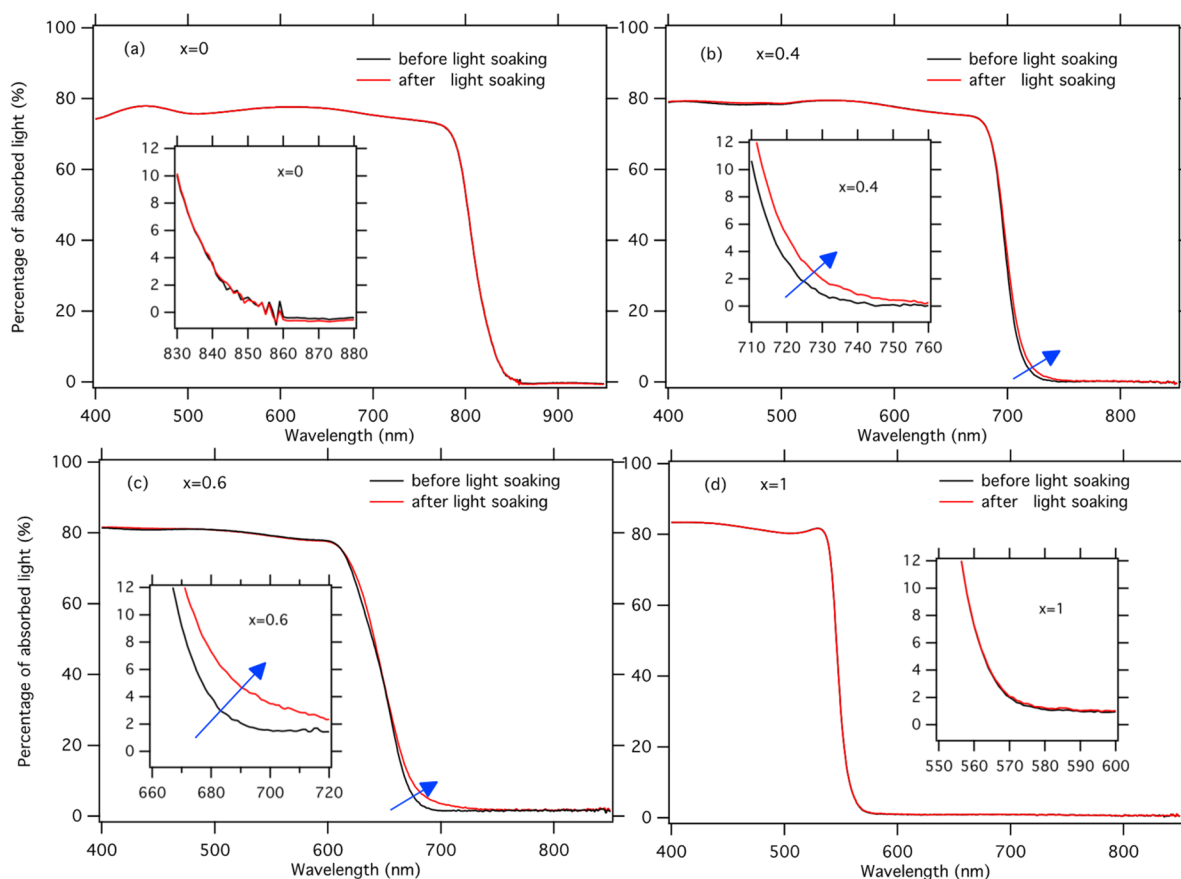 100
80
60
40
20
0
Percentage of absorbed light (%)
(a) x=0
before light soaking
after light soaking
12
10
8
6
4
2
0
x=0
830 840 850 860 870 880
400 500 600 700 800 900
Wavelength (nm)
100
80
60
40
20
0
(b) x=0.4
before light soaking
after light soaking
12
10
8
6
4
2
0
x=0.4
710 720 730 740 750 760
400 500 600 700 800
Wavelength (nm)
100
80
60
40
20
0
Percentage of absorbed light (%)
(c) x=0.6
before light soaking
after light soaking
12
10
8
6
4
2
0
x=0.6
660 680 700 720
400 500 600 700 800
Wavelength (nm)
100
80
60
40
20
0
(d) x=1
before light soaking
after light soaking
12
10
8
6
4
2
0
x=1
550 560 570 580 590 600
400 500 600 700 800
Wavelength (nm)